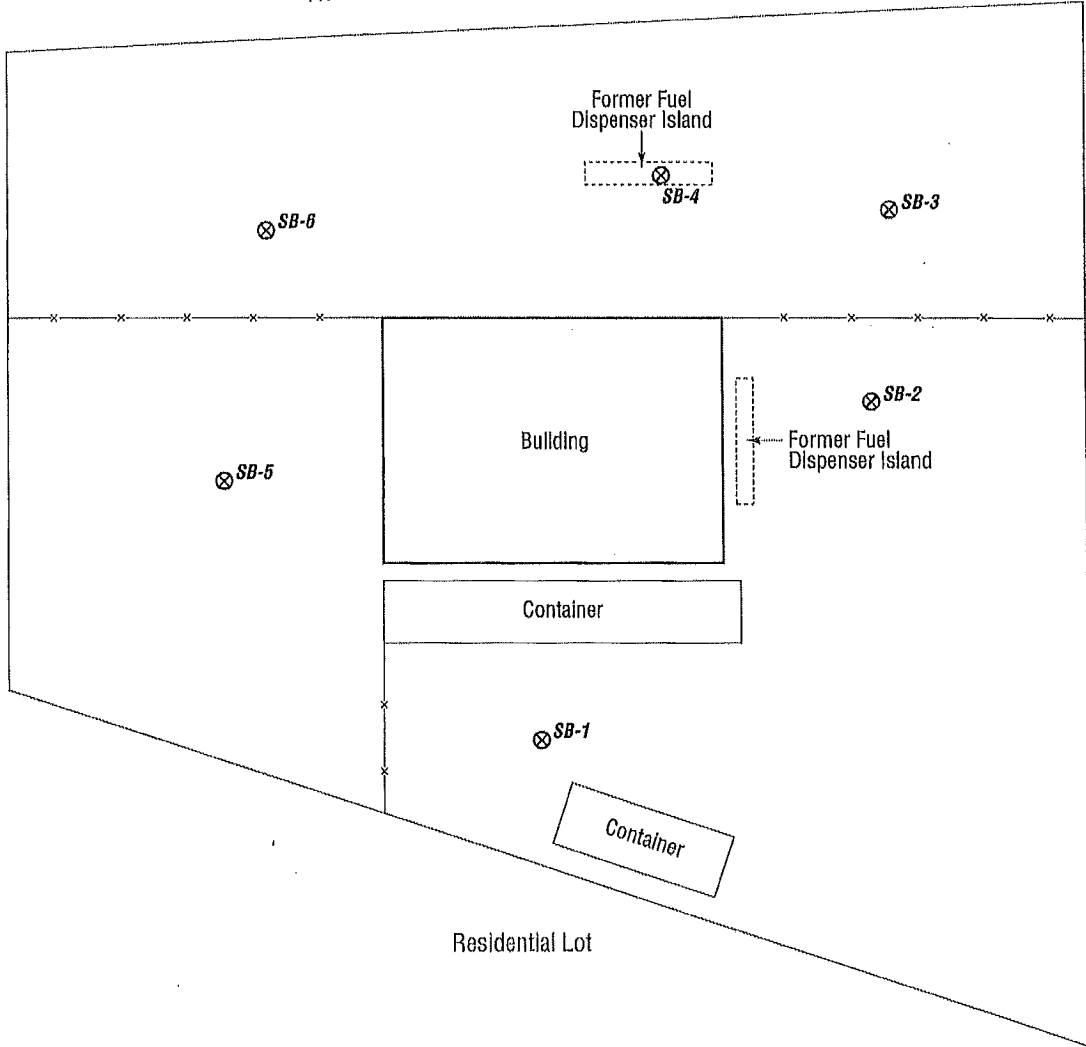 Former Fuel
Dispenser Island
SB-4
SB-3
SB-6
SB-2
Building
Former Fuel
Dispenser Island
SB-5
Container
SB-1
Container
Residential Lot